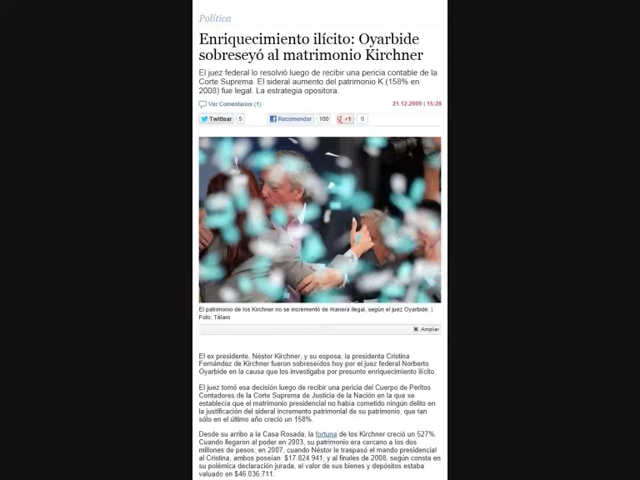 Política
Enriquecimiento ilícito: Oyarbide
sobreseyó al matrimonio Kirchner
El juez federal lo resolvió luego de recibir una pericia contable de la
Corte Suprema. El sideral aumento del patrimonio K (158% en
2008) fue legal. La estrategia opositora.
Ver Comentarios (1)
21.12.2009 | 15:26
Twittear 5 Recomendar 100 +1 0
El patrimonio de los Kirchner no se incrementó de manera ilegal, según el juez Oyarbide. |
Foto: Télam
Ampliar
El ex presidente, Néstor Kirchner, y su esposa, la presidenta Cristina
Fernández de Kirchner fueron sobreseídos hoy por el juez federal Norberto
Oyarbide en la causa que los investigaba por presunto enriquecimiento ilícito.
El juez tomó esa decisión luego de recibir una pericia del Cuerpo de Peritos
Contadores de la Corte Suprema de Justicia de la Nación en la que se
establecía que el matrimonio presidencial no había cometido ningún delito en
la justificación del sideral incremento patrimonial de su patrimonio, que tan
sólo en el último año creció un 158%.
Desde su arribo a la Casa Rosada, la fortuna de los Kirchner creció un 527%.
Cuando llegaron al poder en 2003, su patrimonio era cercano a los dos
millones de pesos: en 2007, cuando Néstor le traspasó el mando presidencial
al Cristina, ambos poseían $17.824.941; y al finales de 2008, según consta en
su polémica declaración jurada, el valor de sus bienes y depósitos estaba
valuado en $46.036.711.